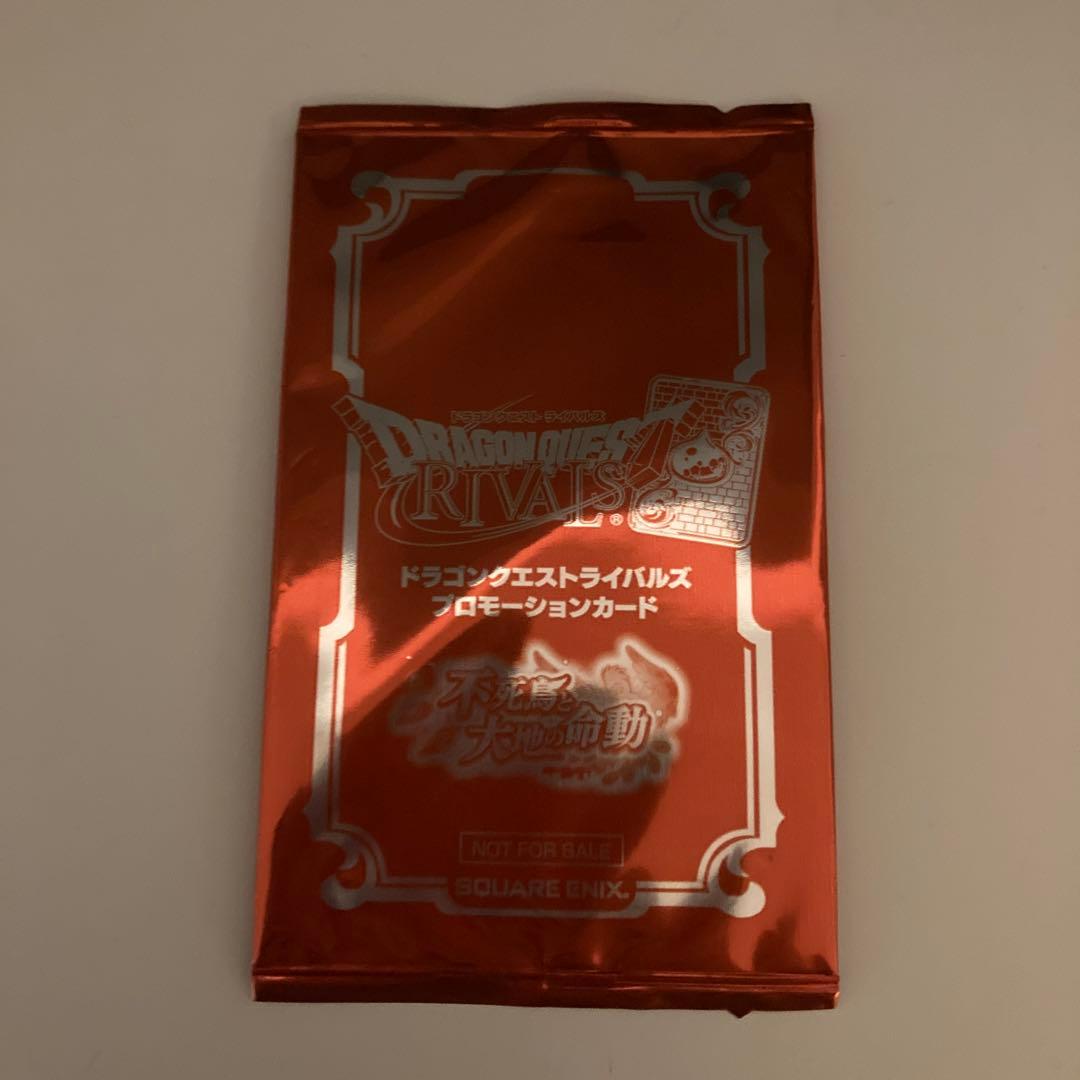 ドラゴンクエスト ライバルズ
DRAGON QUEST
RIVALS®
ドラゴンクエストライバルズ
プロモーションカード
不死鳥と
大地の命動
NOT FOR SALE
SQUARE ENIX.